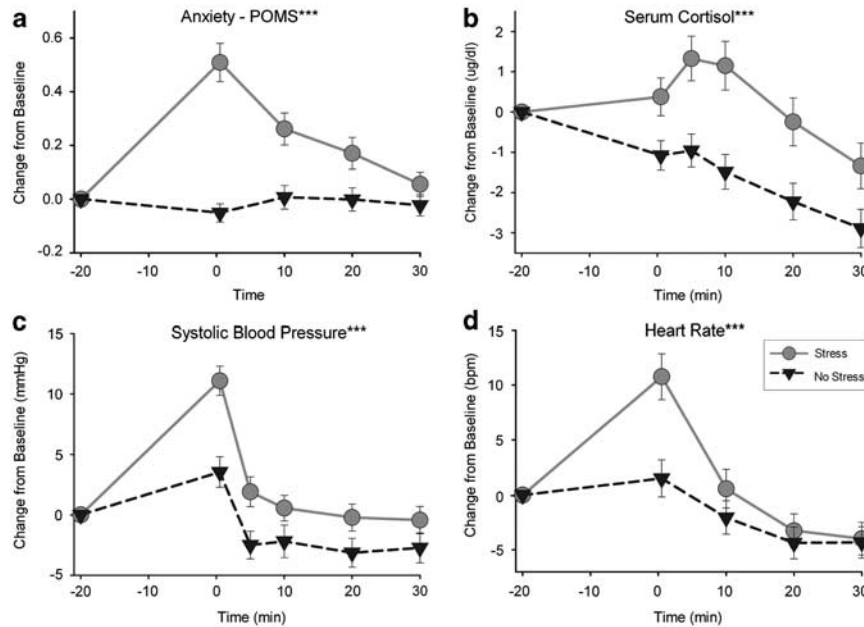 a
Anxiety - POMS***
Change from Baseline
0.6
0.4
0.2
0.0
-0.2
-20
-10
0
10
20
30
Time
b
Serum Cortisol***
Change from Baseline (ug/dl)
2
1
0
-1
-2
-3
-20
-10
0
10
20
30
Time (min)
c
Systolic Blood Pressure***
Change from Baseline (mmHg)
15
10
5
0
-5
-20
-10
0
10
20
30
Time (min)
d
Heart Rate***
Change from Baseline (bpm)
15
10
5
0
-5
-20
-10
0
10
20
30
Time (min)
Stress
No Stress